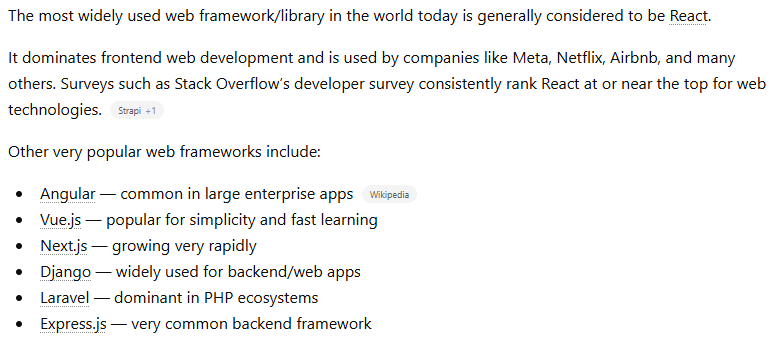 The most widely used web framework/library in the world today is generally considered to be React.
It dominates frontend web development and is used by companies like Meta, Netflix, Airbnb, and many
others. Surveys such as Stack Overflow’s developer survey consistently rank React at or near the top for web
technologies. Strapi +1
Other very popular web frameworks include:
• Angular — common in large enterprise apps Wikipedia
• Vue.js — popular for simplicity and fast learning
• Next.js — growing very rapidly
• Django — widely used for backend/web apps
• Laravel — dominant in PHP ecosystems
• Express.js — very common backend framework